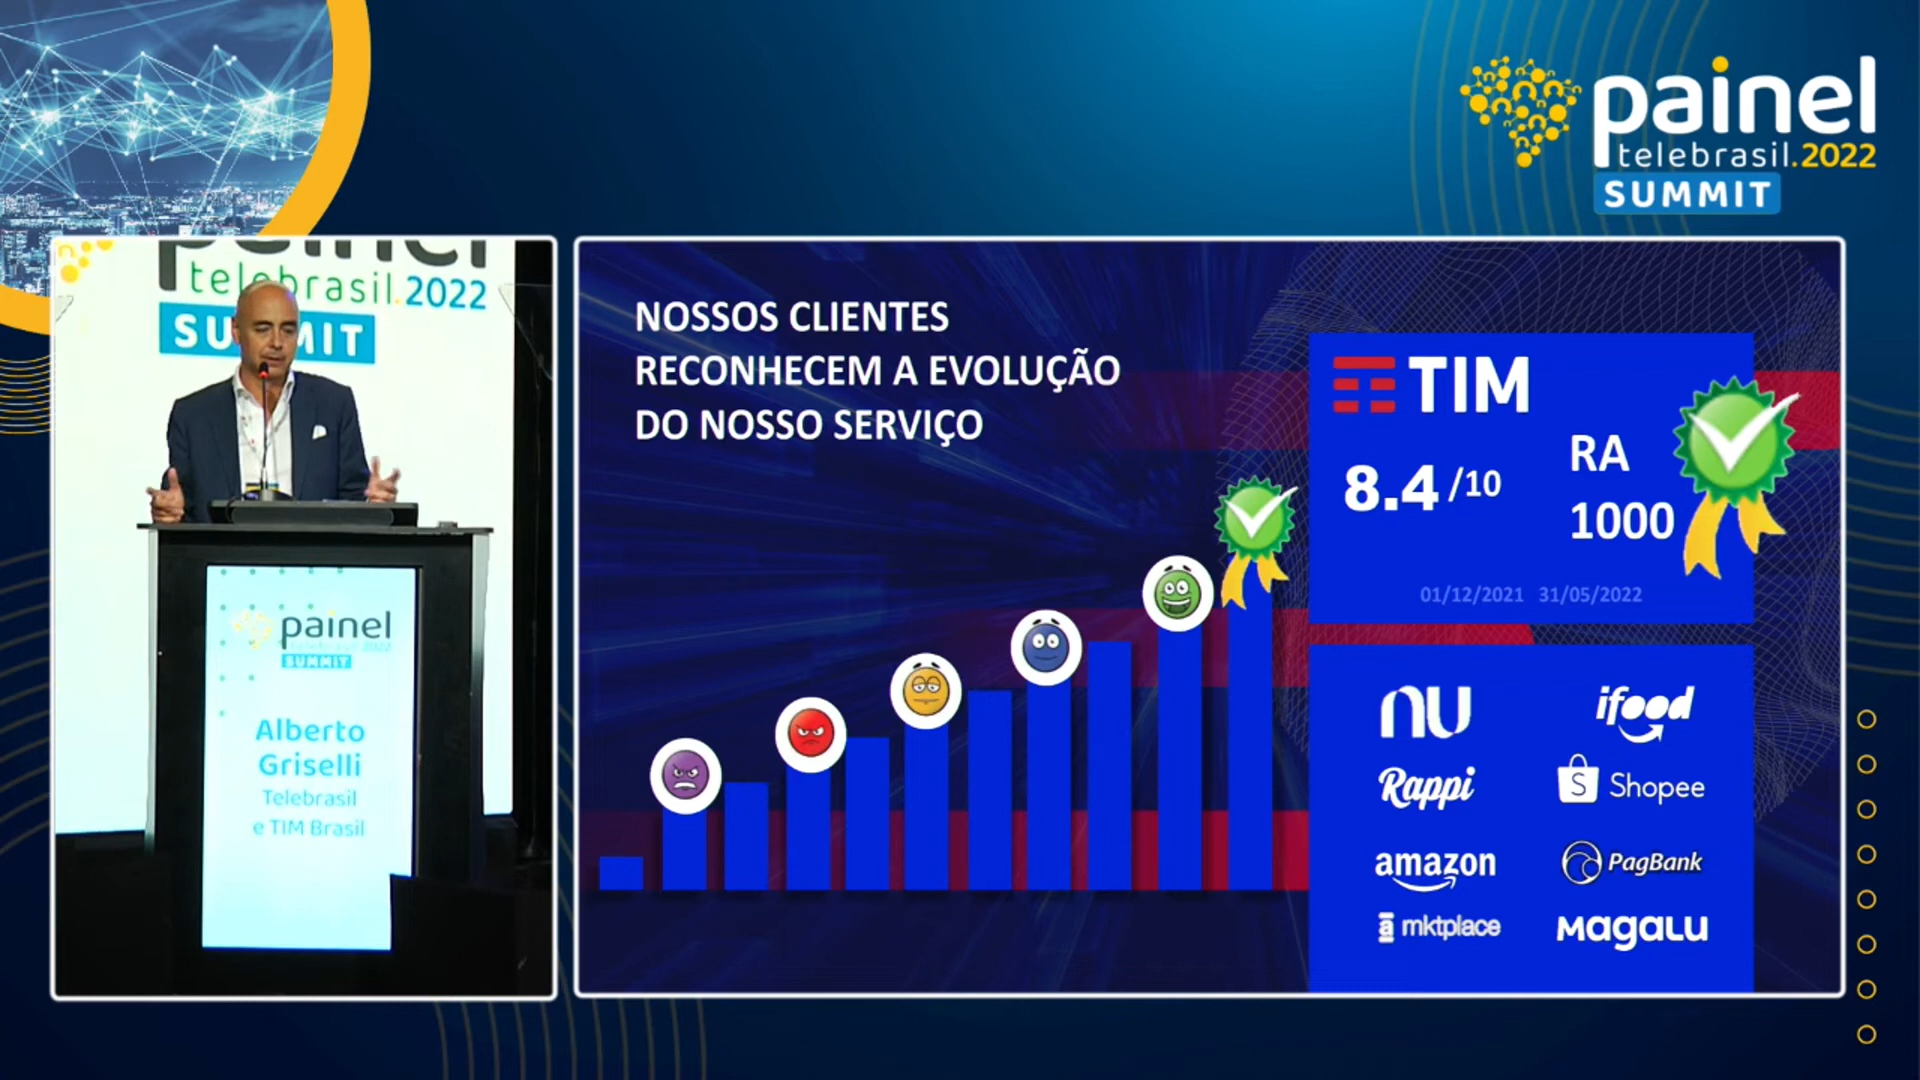 painel
telebrasil.2022
SUMMIT
painel
telebrasil.2022
SUMMIT
painel
SUMMIT
Alberto
Griselli
Telebrasil
e TIM Brasil
NOSSOS CLIENTES
RECONHECEM A EVOLUÇÃO
DO NOSSO SERVIÇO
TIM
8.4 /10
RA
1000
01/12/2021 31/05/2022
nu
ifood
Rappi
S Shopee
amazon
PagBank
a mktplace
magalu